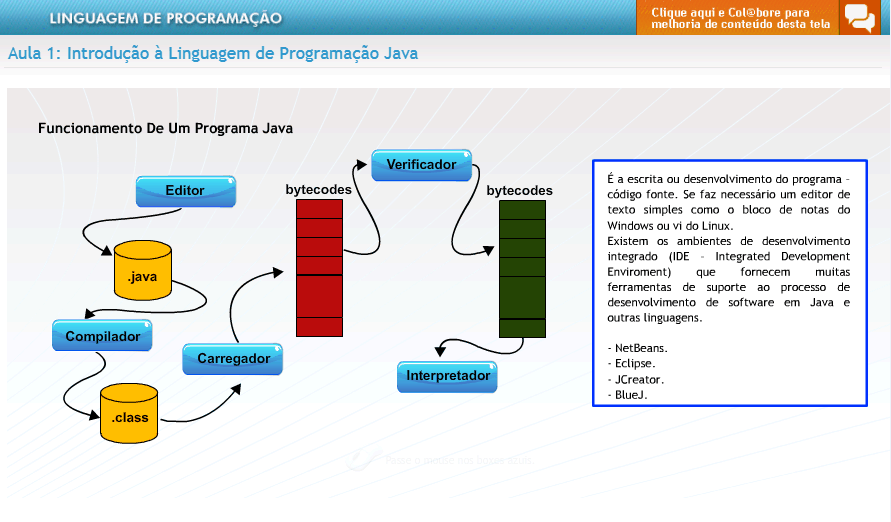 LINGUAGEM DE PROGRAMAÇÃO
Clique aqui e Col@bore para
melhoria de conteúdo desta tela
Aula 1: Introdução à Linguagem de Programação Java
Funcionamento De Um Programa Java
Editor
.java
Compilador
.class
Carregador
bytecodes
Verificador
bytecodes
Interpretador
É a escrita ou desenvolvimento do programa –
código fonte. Se faz necessário um editor de
texto simples como o bloco de notas do
Windows ou vi do Linux.
Existem os ambientes de desenvolvimento
integrado (IDE – Integrated Development
Enviroment) que fornecem muitas
ferramentas de suporte ao processo de
desenvolvimento de software em Java e
outras linguagens.
- NetBeans.
- Eclipse.
- JCreator.
- BlueJ.